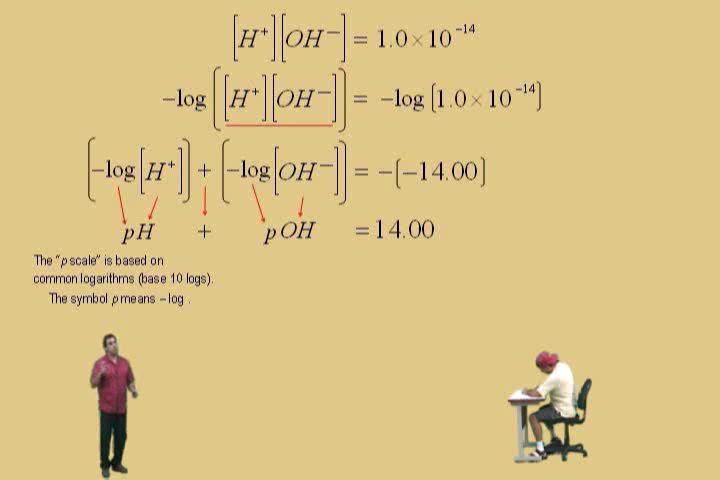 [H⁺][OH⁻] = 1.0×10⁻¹⁴
−log([H⁺][OH⁻]) = −log(1.0×10⁻¹⁴)
(−log[H⁺]) + (−log[OH⁻]) = −(−14.00)
pH + pOH = 14.00
The "p scale" is based on
common logarithms (base 10 logs).
The symbol p means −log .